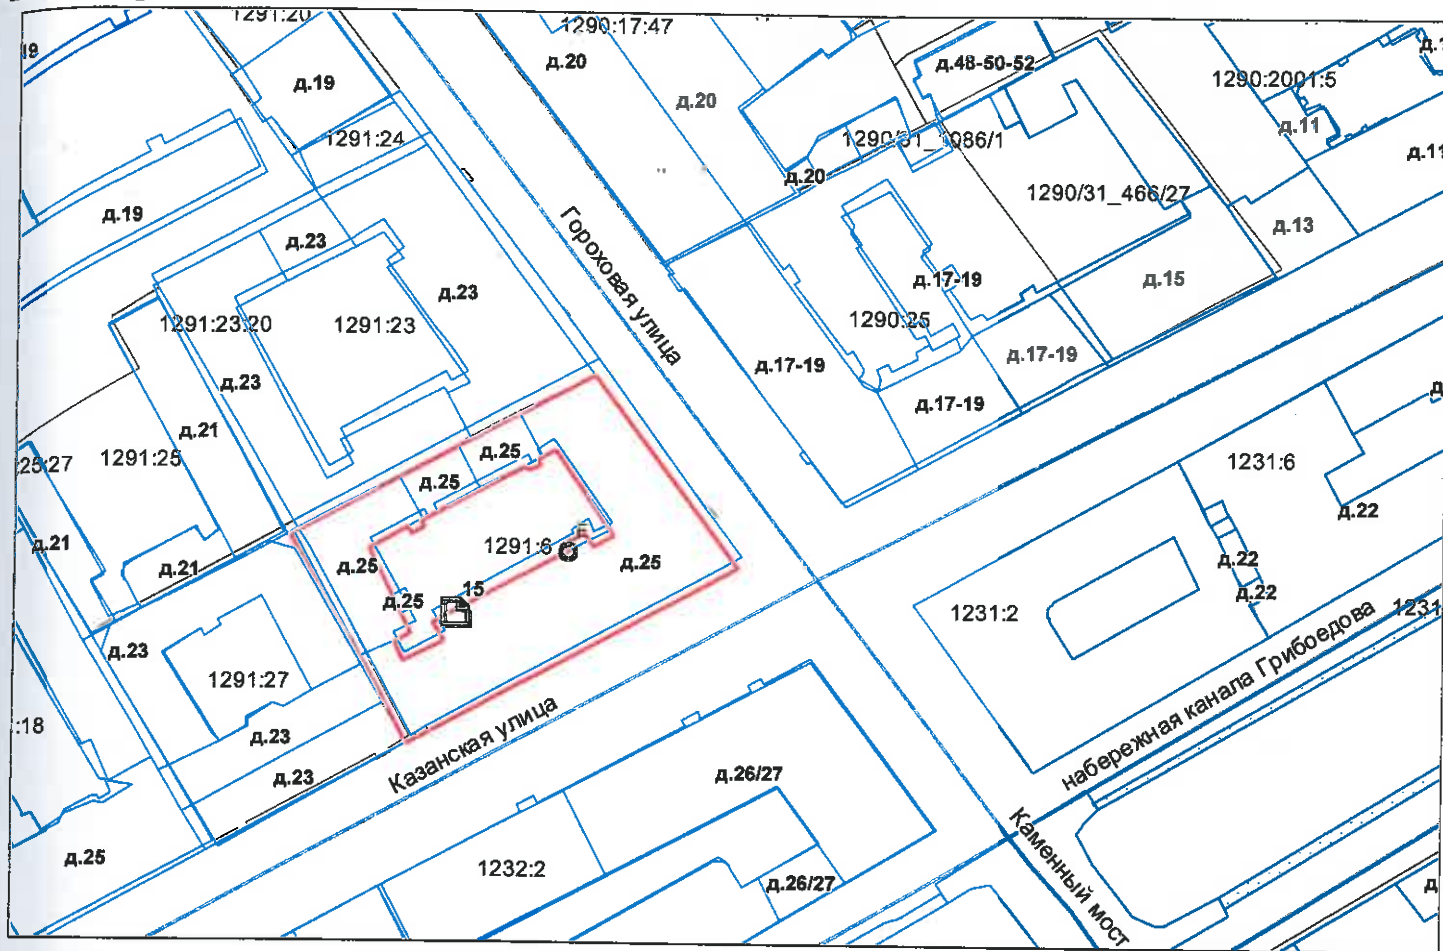 1291:20
1290:17:47
д.20
д.48-50-52
1290:2001:5
д.19
д.20
д.11
1291:24
д.11
д.20
1290/31_466/27
д.19
д.23
д.13
Гороховая улица
д.23
д.17-19
д.15
1291:23:20
1291:23
1290:25
д.17-19
д.17-19
д.23
д.17-19
д.21
1291:25
:25:27
д.25
д.25
1231:6
д.22
д.21
д.21
1291:6
Е
д.25
д.25
д.22
д.22
д.25
15
1231:2
1231
набережная канала Грибоедова
д.23
1291:27
:18
д.23
д.23
Казанская улица
д.26/27
Каменный мост
д.25
1232:2
д.26/27